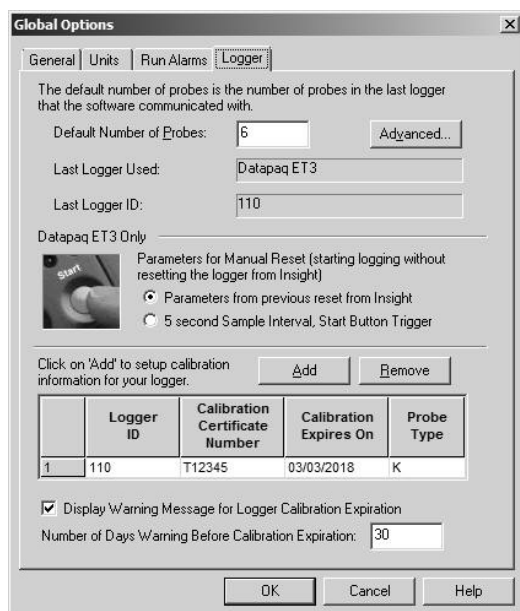 Global Options
General Units Run Alarms Logger
The default number of probes is the number of probes in the last logger
that the software communicated with.
Default Number of Probes: 6 Advanced...
Last Logger Used: Datapaq ET3
Last Logger ID: 110
Datapaq ET3 Only
Start
Parameters for Manual Reset (starting logging without
resetting the logger from Insight)
Parameters from previous reset from Insight
5 second Sample Interval, Start Button Trigger
Click on 'Add' to setup calibration
information for your logger.
Add Remove
Logger ID Calibration Certificate Number Calibration Expires On Probe Type
1 110 T12345 03/03/2018 K
Display Warning Message for Logger Calibration Expiration
Number of Days Warning Before Calibration Expiration: 30
OK Cancel Help